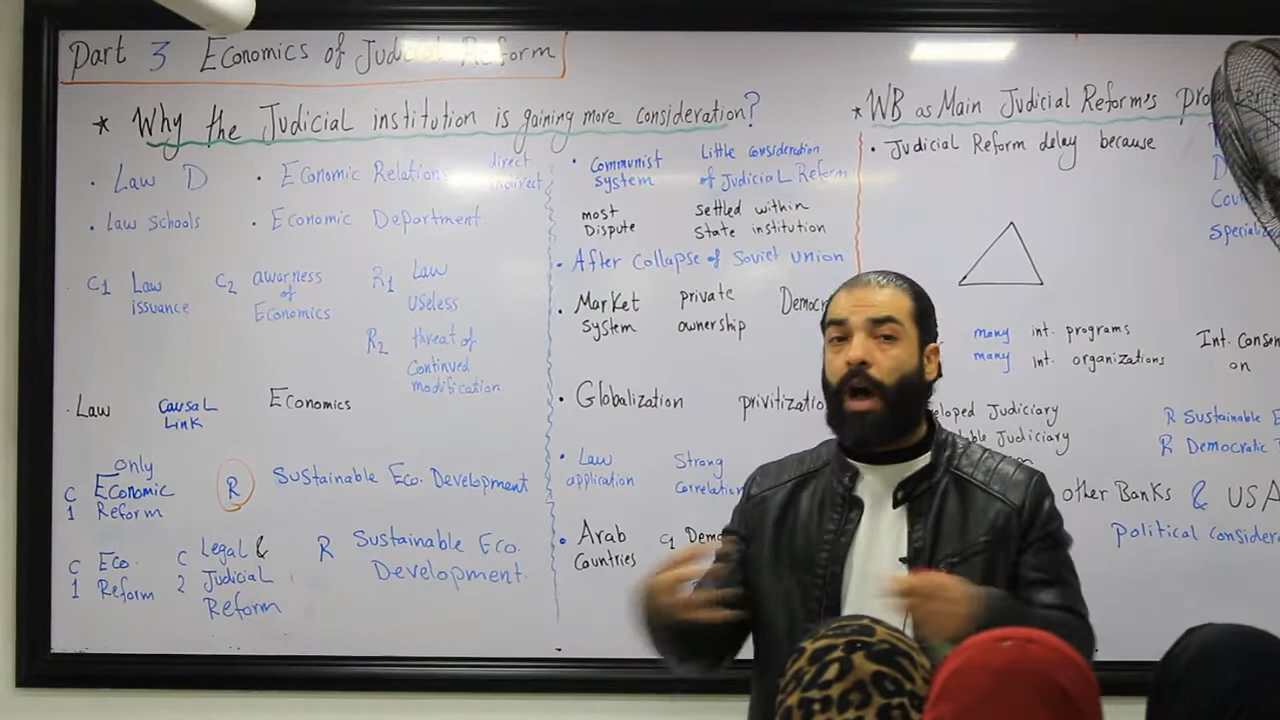 Part 3 Economics of Judicial Reform
* Why the Judicial institution is gaining more consideration?
· Law D · Economic Relations direct
indirect
· Law schools · Economic Department
C1 Law issuance C2 awarness of Economics R1 Law useless
R2 threat of Continued modification
· Law Causal Link Economics
C1 only Economic Reform R Sustainable Eco. Development
C1 Eco. Reform C2 Legal & Judicial Reform R Sustainable Eco. Development
· Communist system Little consideration of Judicial Reform
most Dispute Settled within State institution
· After Collapse of Soviet Union
· Market system private ownership
· Globalization
· Law application Strong
· Arab Countries C1
* WB as Main Judicial Reform's
· Judicial Reform delay because
many int. programs
many int. organizations
Int.
on
Judiciary
Judiciary
R Sustainable
R Democratic
other Banks & USA
Political